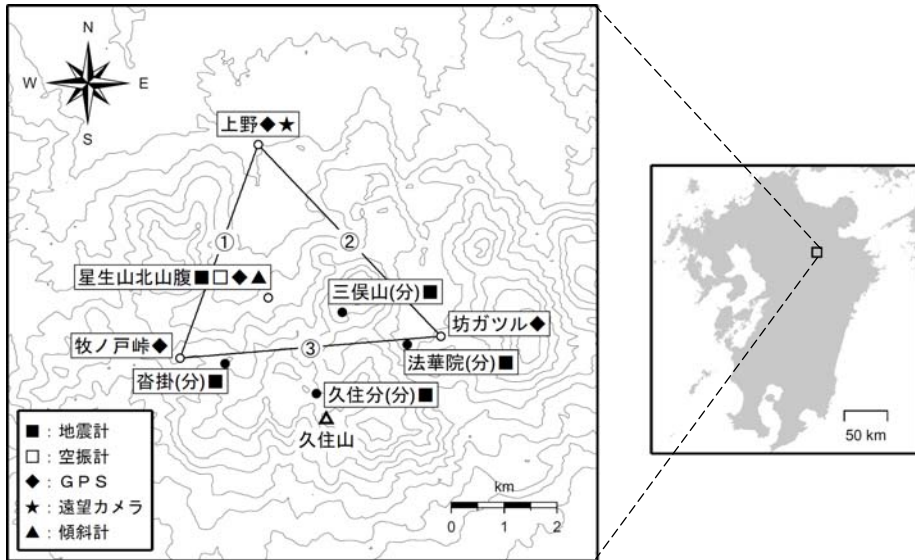 N
W
E
S
上野◆★
①
②
星生山北山腹■□◆▲
三俣山(分)■
坊ガツル◆
牧ノ戸峠◆
③
法華院(分)■
沓掛(分)■
久住分(分)■
久住山
■：地震計
□：空振計
◆：GPS
★：遠望カメラ
▲：傾斜計
km
0 1 2
50 km